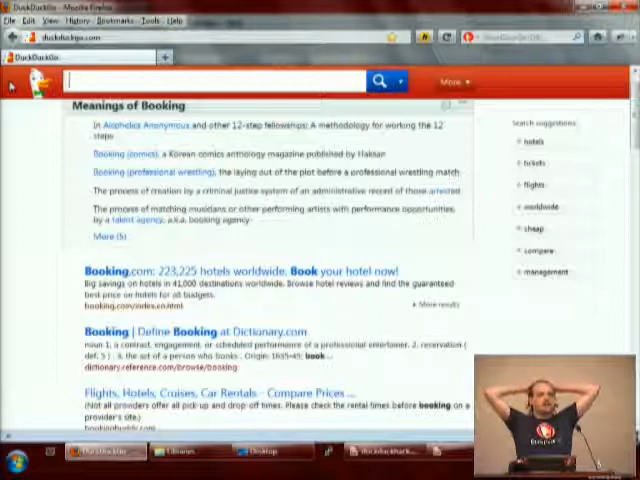 DuckDuckGo - Mozilla Firefox
File Edit View History Bookmarks Tools Help
duckduckgo.com
DuckDuckGo
More
Meanings of Booking
In Alcoholics Anonymous and other 12-step fellowships: A methodology for working the 12
steps
Booking (comics), a Korean comics anthology magazine published by Haksan
Booking (professional wrestling), the laying out of the plot before a professional wrestling match
The process of creation by a criminal justice system of an administrative record of those arrested
The process of matching musicians or other performing artists with performance opportunities,
by a talent agency, a.k.a. booking agency
More (5)
Search suggestions
hotels
tickets
flights
worldwide
cheap
compare
management
Booking.com: 223,225 hotels worldwide. Book your hotel now!
Big savings on hotels in 41,000 destinations worldwide. Browse hotel reviews and find the guaranteed
best price on hotels for all budgets.
booking.com/index.en.html
More results
Booking | Define Booking at Dictionary.com
noun 1. a contract, engagement, or scheduled performance of a professional entertainer. 2. reservation (
def. 5). 3. the act of a person who books. Origin: 1635-45; book...
dictionary.reference.com/browse/booking
Flights, Hotels, Cruises, Car Rentals - Compare Prices ...
(Not all providers offer all pick-up and drop-off times. Please check the rental times before booking on a
provider's site.)
bookingbuddy.com
DuckDuckGo
Libraries
Desktop